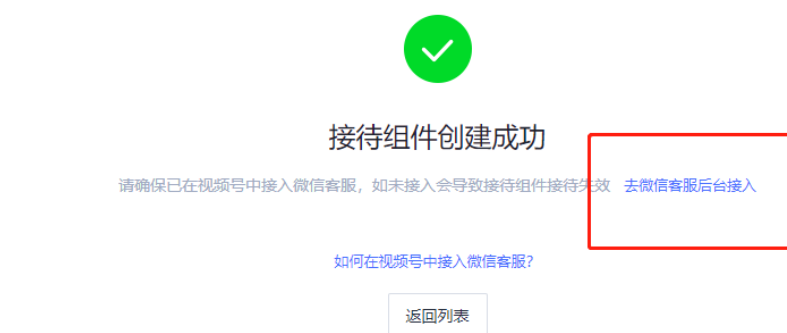 接待组件创建成功
请确保已在视频号中接入微信客服，如未接入会导致接待组件接待失效 去微信客服后台接入
如何在视频号中接入微信客服？
返回列表